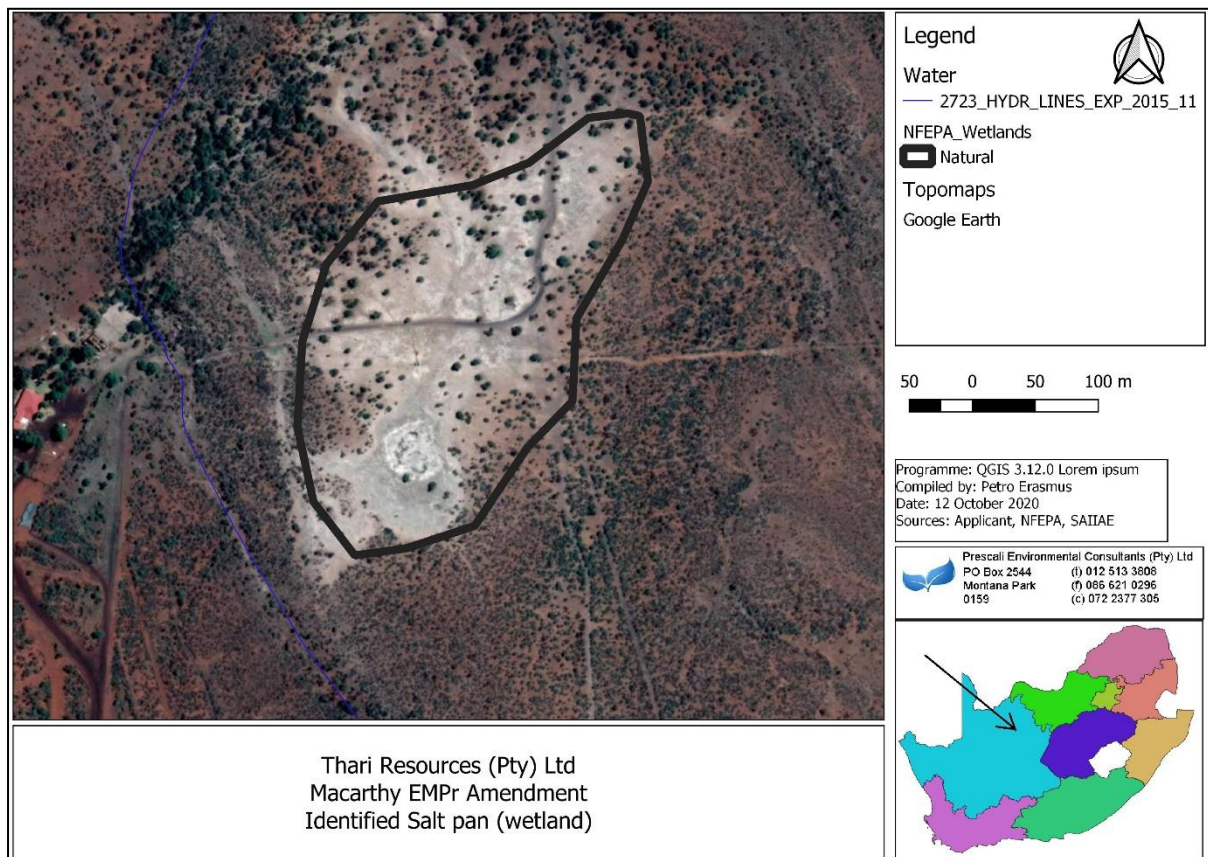 Legend
Water
2723_HYDR_LINES_EXP_2015_11
NFEPA_Wetlands
Natural
Topomaps
Google Earth
50 0 50 100 m
Programme: QGIS 3.12.0 Lorem ipsum
Compiled by: Petro Erasmus
Date: 12 October 2020
Sources: Applicant, NFEPA, SAIIAE
Prescali Environmental Consultants (Pty) Ltd
PO Box 2544 (t) 012 513 3808
Montana Park (f) 086 621 0296
0159 (c) 072 2377 305
Thari Resources (Pty) Ltd
Macarthy EMPr Amendment
Identified Salt pan (wetland)